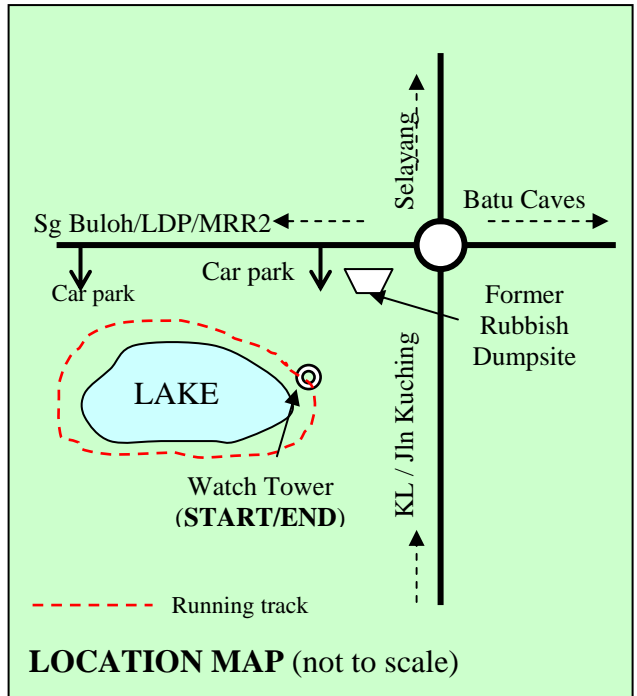 Selayang
Batu Caves
Sg Buloh/LDP/MRR2
Car park
Car park
Former
Rubbish
Dumpsite
LAKE
KL / Jln Kuching
Watch Tower
(START/END)
Running track
LOCATION MAP (not to scale)